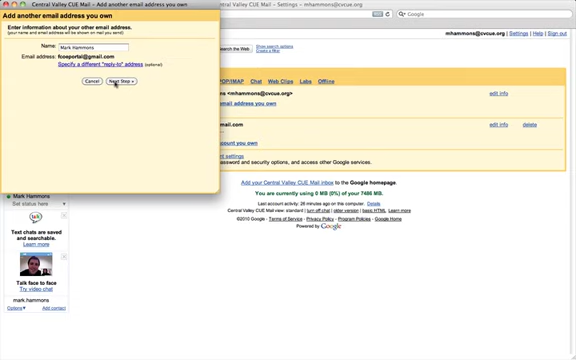 Central Valley CUE Mail - Add another email address you own
Central Valley CUE Mail - Settings - mhammons@cvcue.org
Google
Add another email address you own
Enter information about your other email address.
(your name and email address will be shown on mail you send)
Name: Mark Hammons
Email address: fcoeportal@gmail.com
Specify a different "reply-to" address (optional)
Cancel Next Step »
mhammons@cvcue.org | Settings | Help | Sign out
Search the Web
Show search options
Create a filter
POP/IMAP Chat Web Clips Labs Offline
<mhammons@cvcue.org> edit info
email address you own
edit info delete
account you own
settings
password and security options, and access other Google services.
Add your Central Valley CUE Mail inbox to the Google homepage.
You are currently using 0 MB (0%) of your 7486 MB.
Last account activity: 26 minutes ago on this computer. Details
Central Valley CUE Mail view: standard | turn off chat | older version | basic HTML Learn more
©2010 Google - Terms of Service - Privacy Policy - Program Policies - Google Home
Powered by Google
Mark Hammons
Set status here
talk
Text chats are saved and searchable.
Learn more
Talk face to face
Try video chat
mark.hammons
Options Add contact